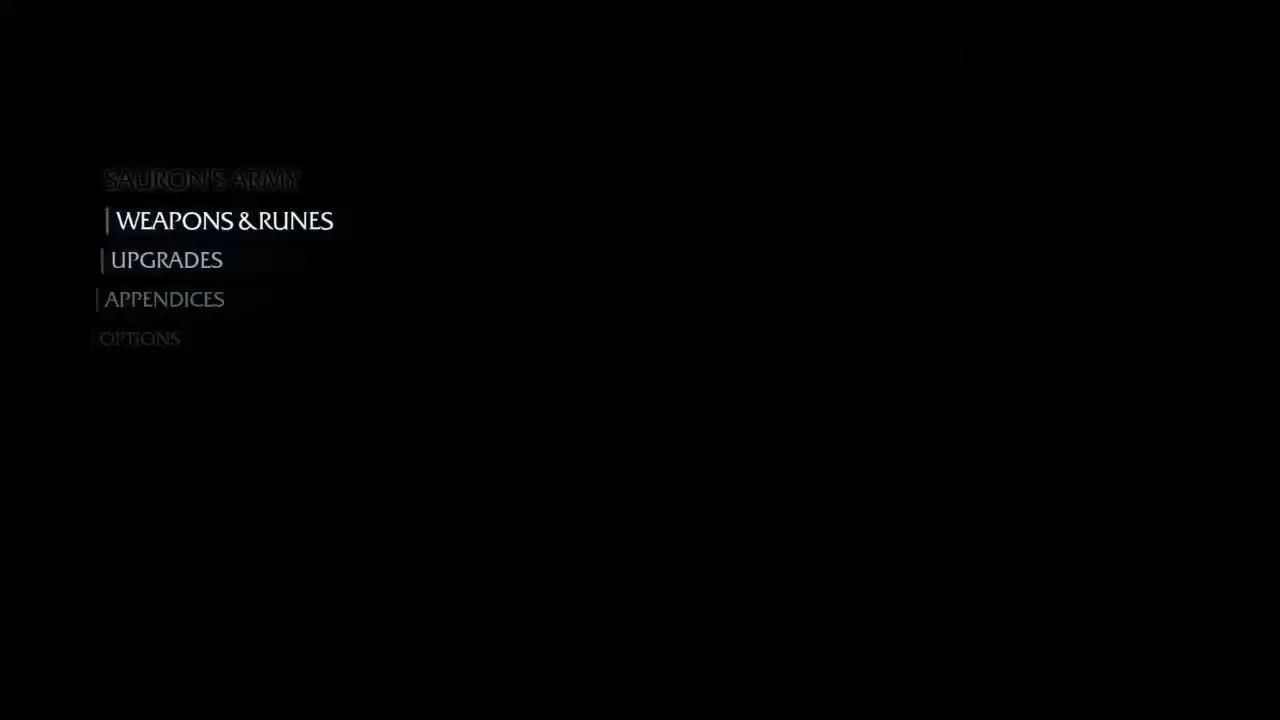 SAURON'S ARMY
WEAPONS & RUNES
UPGRADES
APPENDICES
OPTIONS